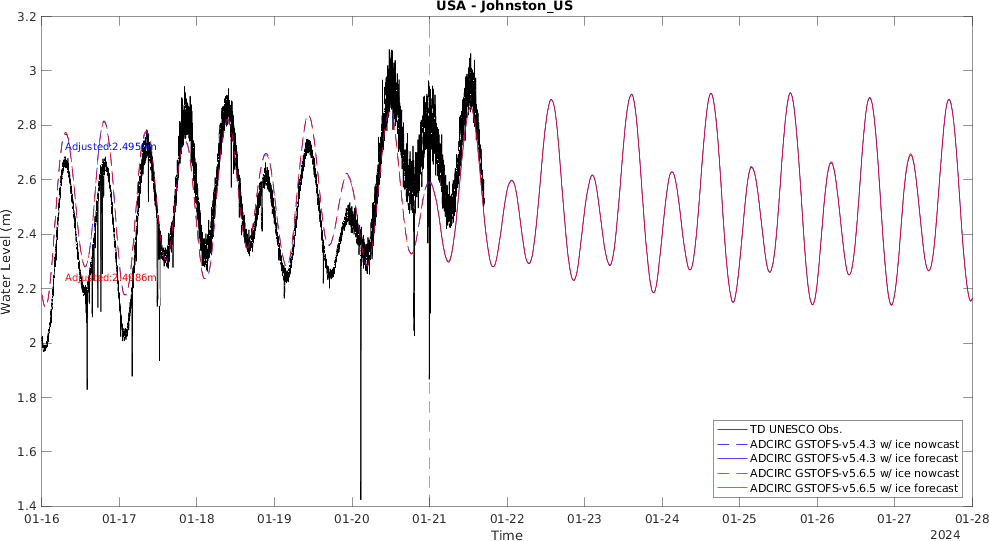 USA - Johnston_US
3.2
3
2.8
2.6
2.4
2.2
2
1.8
1.6
1.4
Water Level (m)
Adjusted:2.4986m
TD UNESCO Obs.
ADCIRC GSTOFS-v5.4.3 w/ ice nowcast
ADCIRC GSTOFS-v5.4.3 w/ ice forecast
ADCIRC GSTOFS-v5.6.5 w/ ice nowcast
ADCIRC GSTOFS-v5.6.5 w/ ice forecast
01-16 01-17 01-18 01-19 01-20 01-21 01-22 01-23 01-24 01-25 01-26 01-27 01-28
Time
2024